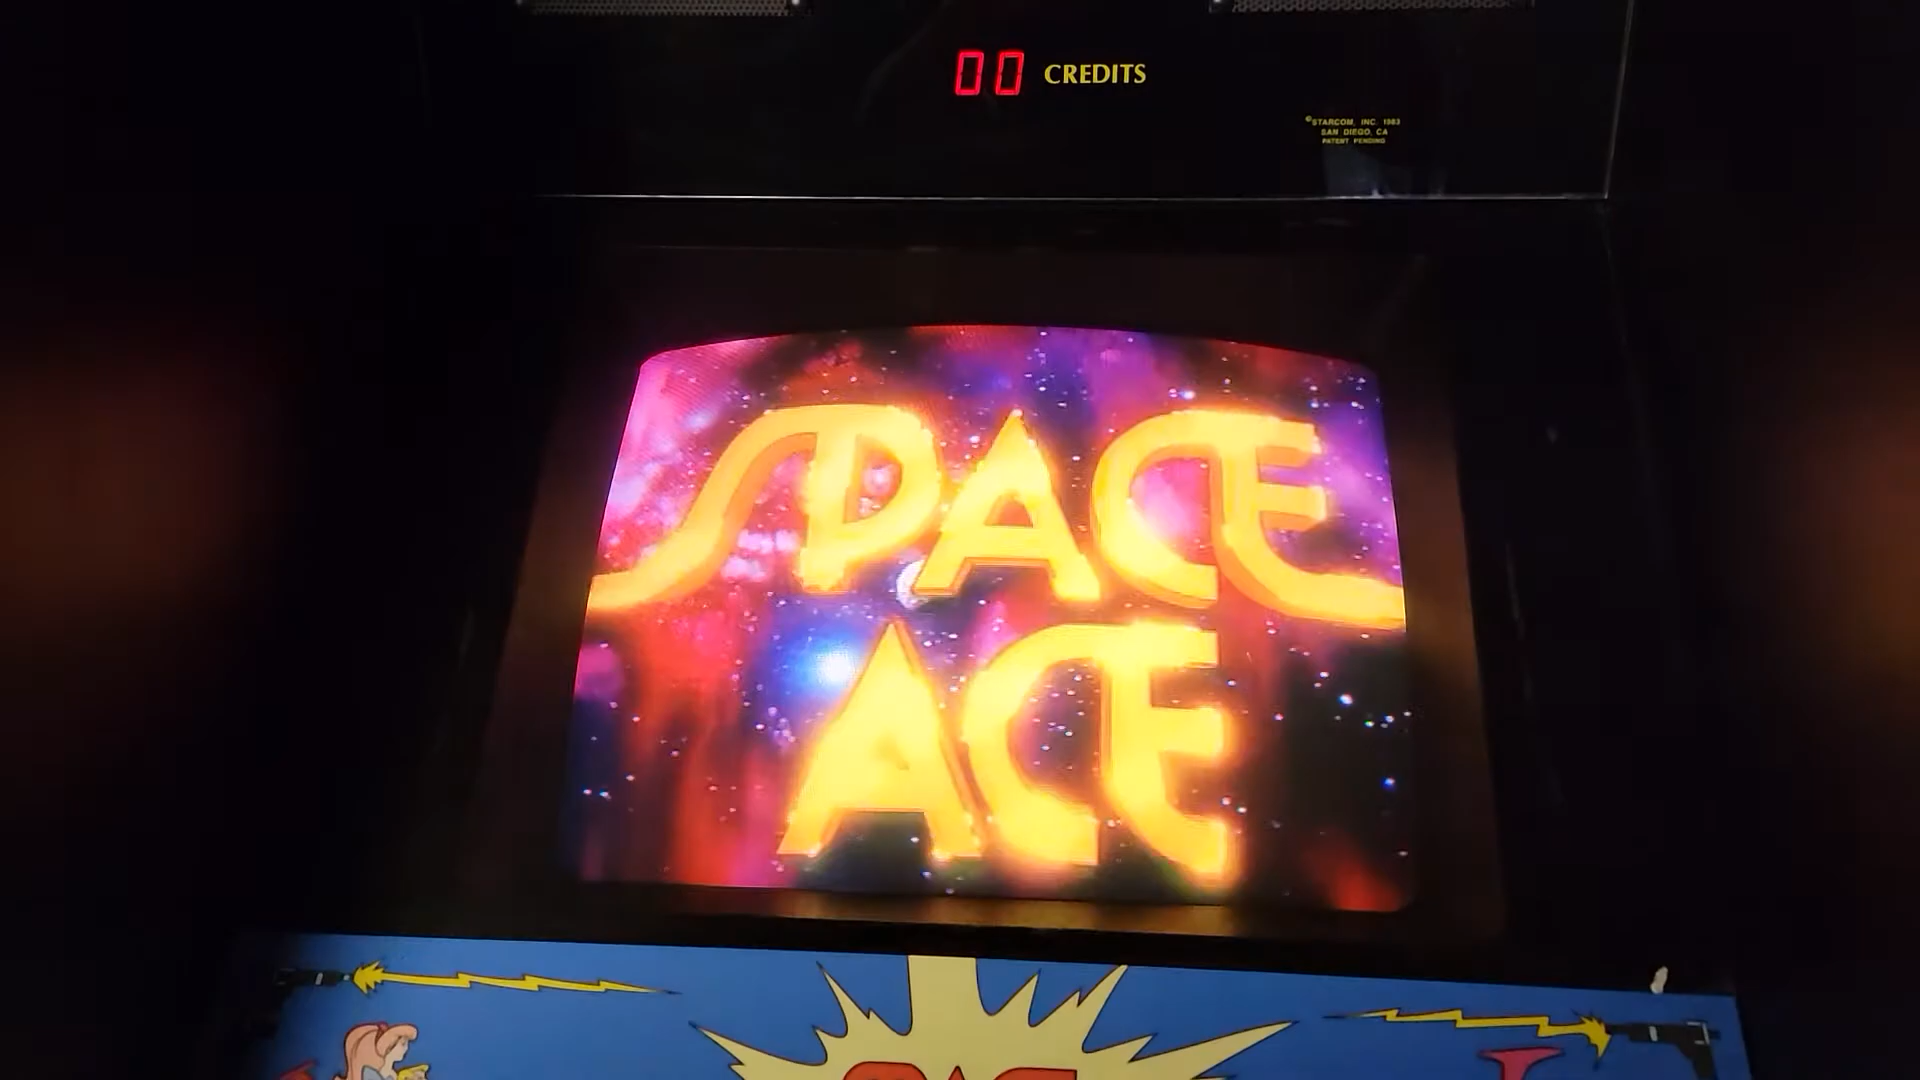 00 CREDITS
©STARCOM, INC. 1983
SAN DIEGO, CA
PATENT PENDING
SPACE
ACE